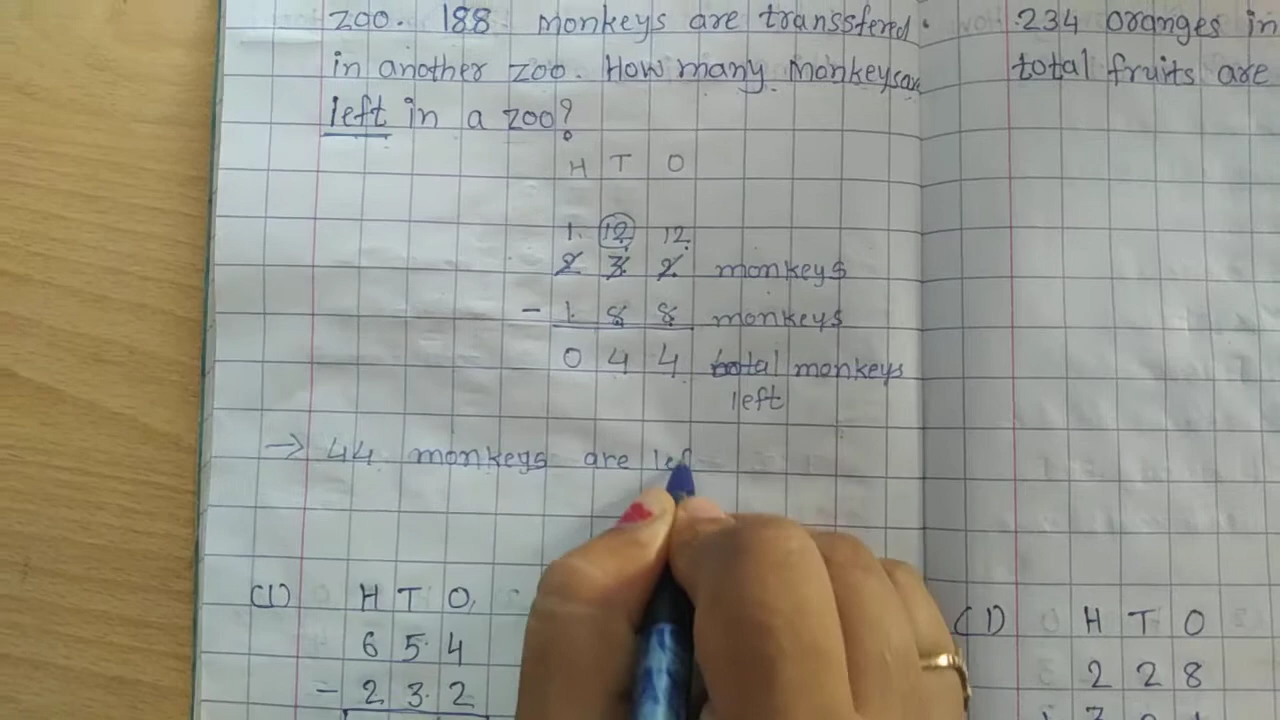 zoo. 188 monkeys are transsfered.
in another zoo. How many monkeys are
left in a zoo?
H T O
1 12 12
2 3 2 monkeys
- 1 8 8 monkeys
0 4 4 total monkeys
left
→ 44 monkeys are lef
(1) H T O
6 5 4
- 2 3 2
234 oranges in
total fruits are
(1) H T O
2 2 8